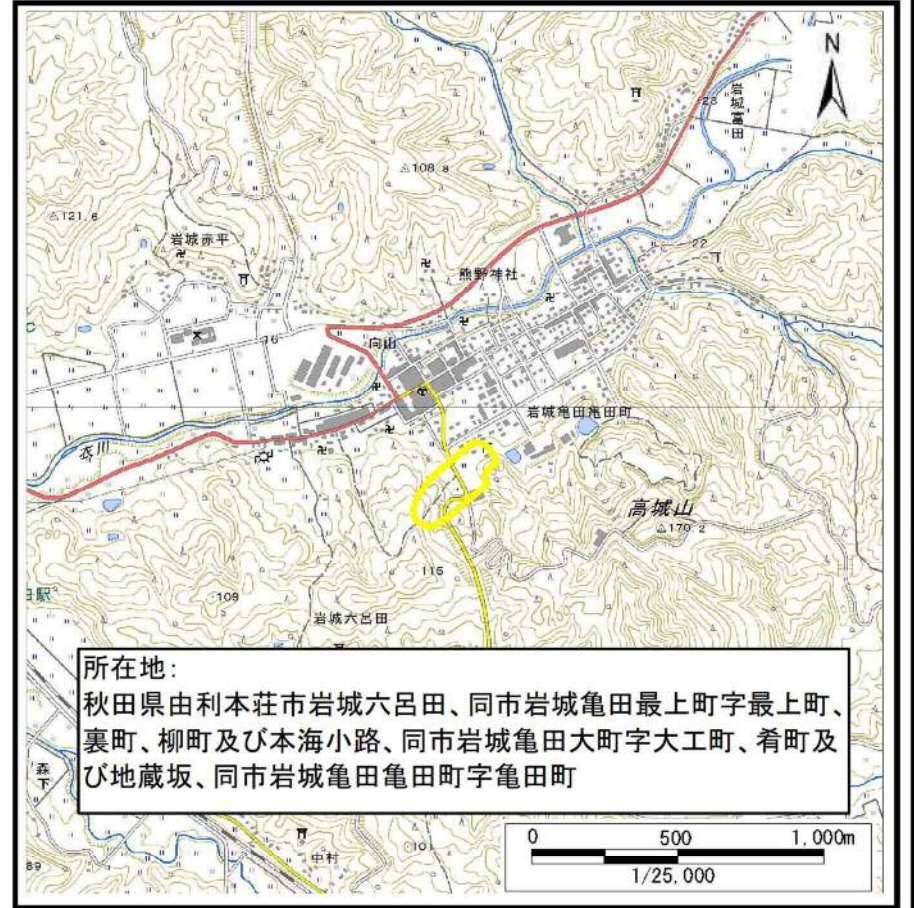 N
岩城富田
23
108.8
121.6
岩城赤平
22
熊野神社
16
向山
岩城亀田亀田町
衣川
高城山
170.2
115
109
岩城六呂田
所在地:
秋田県由利本荘市岩城六呂田、同市岩城亀田最上町字最上町、
裏町、柳町及び本海小路、同市岩城亀田大町字大工町、肴町及
び地蔵坂、同市岩城亀田亀田町字亀田町
森下
中村
101
89
0 500 1,000m
1/25,000